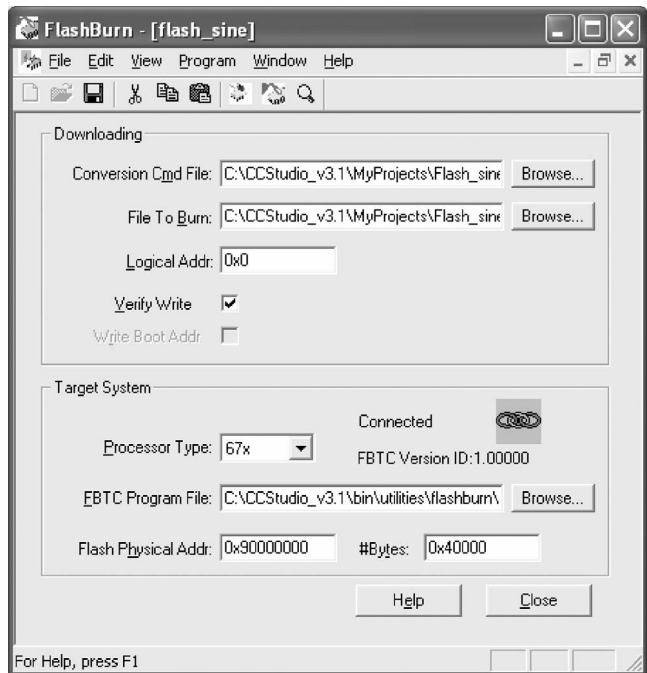 FlashBurn - [flash_sine]
File Edit View Program Window Help
Downloading
Conversion Cmd File: C:\CCStudio_v3.1\MyProjects\Flash_sine Browse...
File To Burn: C:\CCStudio_v3.1\MyProjects\Flash_sine Browse...
Logical Addr: 0x0
Verify Write
Write Boot Addr
Target System
Connected
Processor Type: 67x
FBTC Version ID:1.00000
FBTC Program File: C:\CCStudio_v3.1\bin\utilities\flashburn\ Browse...
Flash Physical Addr: 0x90000000 #Bytes: 0x40000
Help Close
For Help, press F1